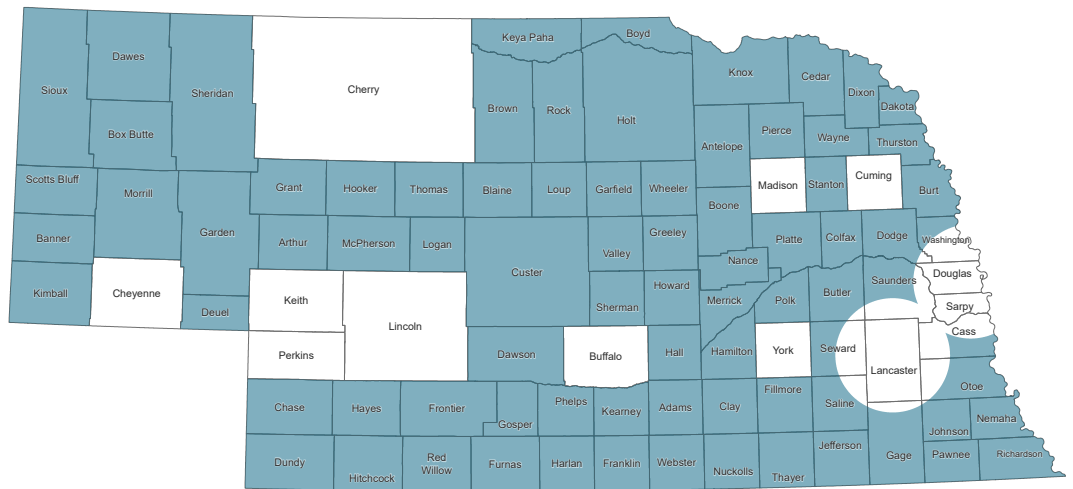 Keya Paha
Boyd
Dawes
Sioux
Sheridan
Cherry
Knox
Cedar
Dixon
Dakota
Brown
Rock
Holt
Box Butte
Antelope
Pierce
Wayne
Thurston
Scotts Bluff
Morrill
Grant
Hooker
Thomas
Blaine
Loup
Garfield
Wheeler
Madison
Stanton
Cuming
Burt
Boone
Banner
Garden
Arthur
McPherson
Logan
Custer
Valley
Greeley
Platte
Colfax
Dodge
Washington
Nance
Kimball
Cheyenne
Deuel
Keith
Lincoln
Sherman
Howard
Merrick
Polk
Butler
Saunders
Douglas
Sarpy
Cass
Perkins
Dawson
Buffalo
Hall
Hamilton
York
Seward
Lancaster
Otoe
Chase
Hayes
Frontier
Gosper
Phelps
Kearney
Adams
Clay
Fillmore
Saline
Johnson
Nemaha
Dundy
Hitchcock
Red
Willow
Furnas
Harlan
Franklin
Webster
Nuckolls
Thayer
Jefferson
Gage
Pawnee
Richardson